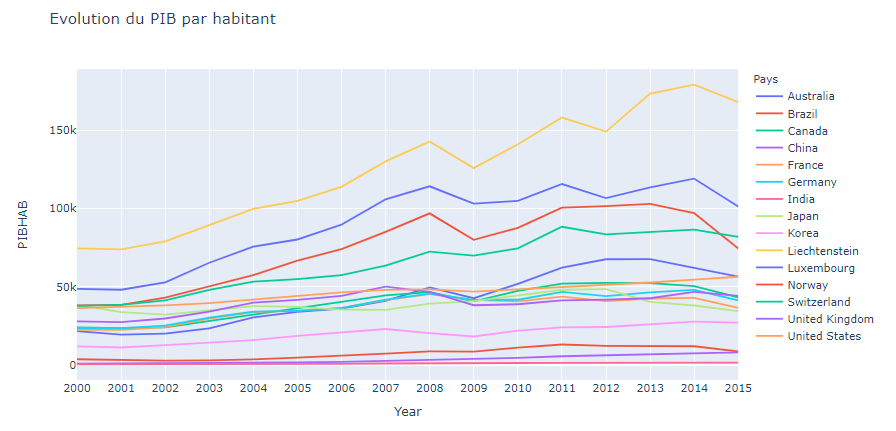 Evolution du PIB par habitant
Pays
Australia
Brazil
Canada
China
France
Germany
India
Japan
Korea
Liechtenstein
Luxembourg
Norway
Switzerland
United Kingdom
United States
PIBHAB
150k
100k
50k
0
2000 2001 2002 2003 2004 2005 2006 2007 2008 2009 2010 2011 2012 2013 2014 2015
Year